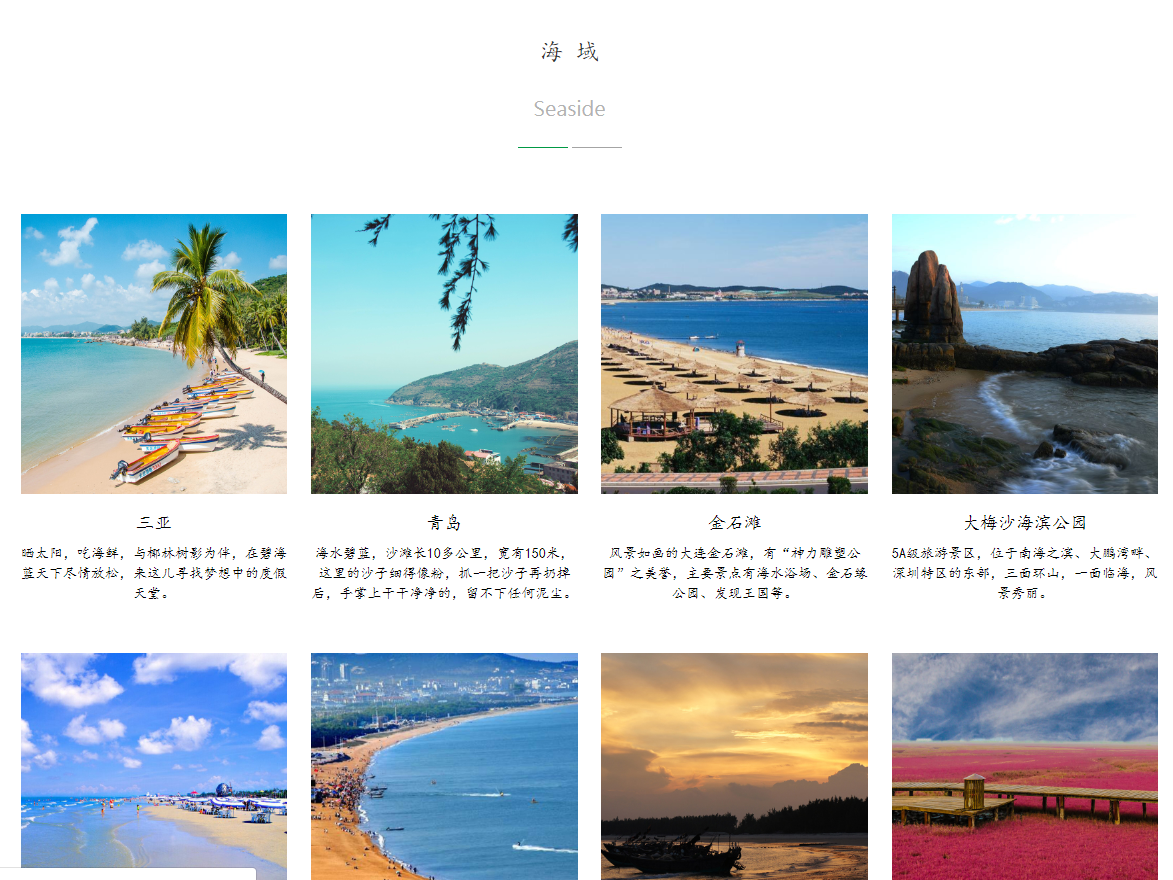 海 域
Seaside
三亚
晒太阳，吃海鲜，与椰林树影为伴，在碧海
蓝天下尽情放松，来这儿寻找梦想中的度假
天堂。
青岛
海水碧蓝，沙滩长10多公里，宽有150米，
这里的沙子细得像粉，抓一把沙子再扔掉
后，手掌上干干净净的，留不下任何泥尘。
金石滩
风景如画的大连金石滩，有“神力雕塑公
园”之美誉，主要景点有海水浴场、金石缘
公园、发现王国等。
大梅沙海滨公园
5A级旅游景区，位于南海之滨、大鹏湾畔、
深圳特区的东部，三面环山，一面临海，风
景秀丽。